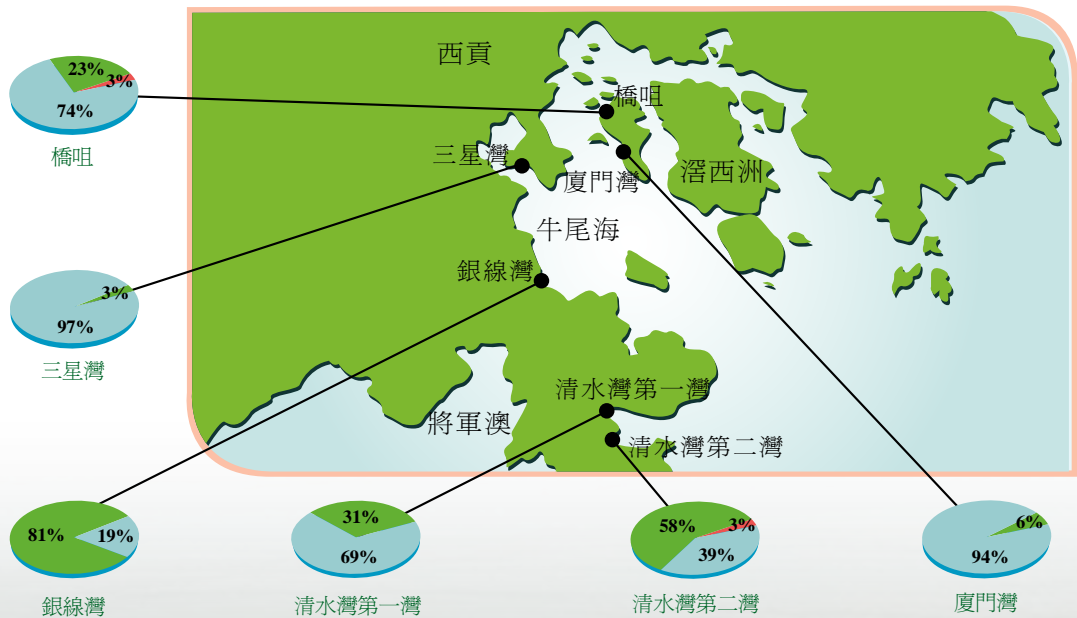 西貢
23%
3%
74%
橋咀
橋咀
三星灣
廈門灣
滘西洲
牛尾海
銀線灣
3%
97%
三星灣
清水灣第一灣
將軍澳
清水灣第二灣
81%
19%
銀線灣
31%
69%
清水灣第一灣
58%
3%
39%
清水灣第二灣
6%
94%
廈門灣